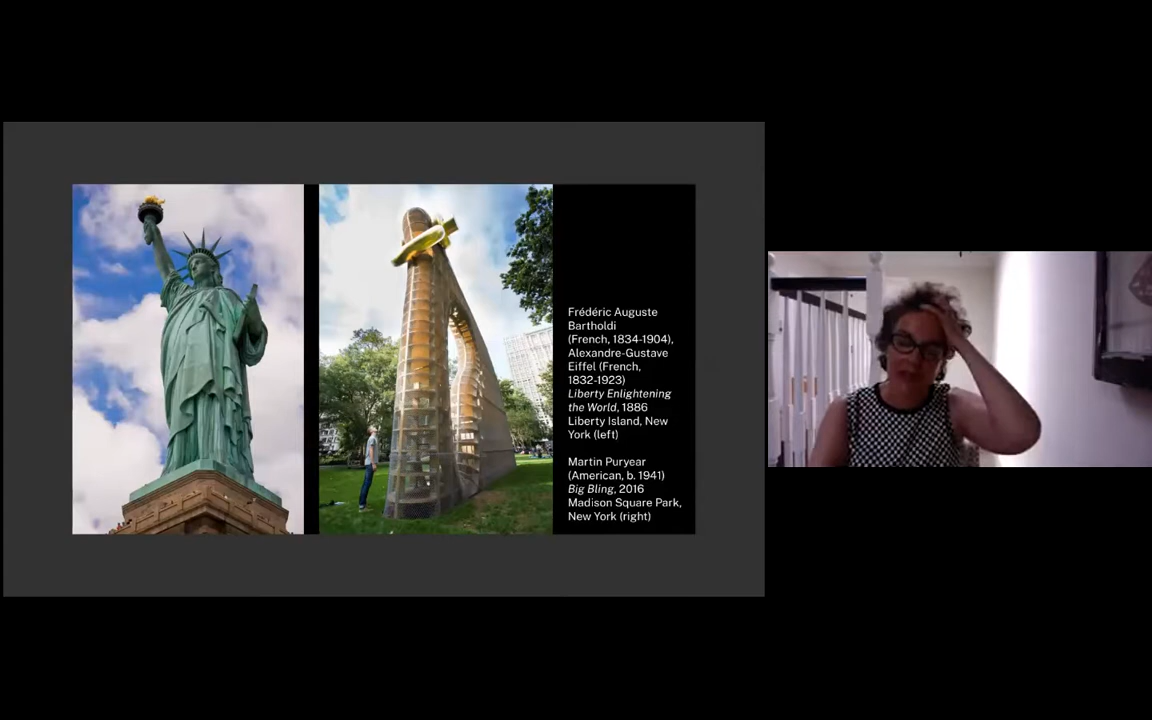 Frédéric Auguste
Bartholdi
(French, 1834-1904),
Alexandre-Gustave
Eiffel (French,
1832-1923)
Liberty Enlightening
the World, 1886
Liberty Island, New
York (left)
Martin Puryear
(American, b. 1941)
Big Bling, 2016
Madison Square Park,
New York (right)